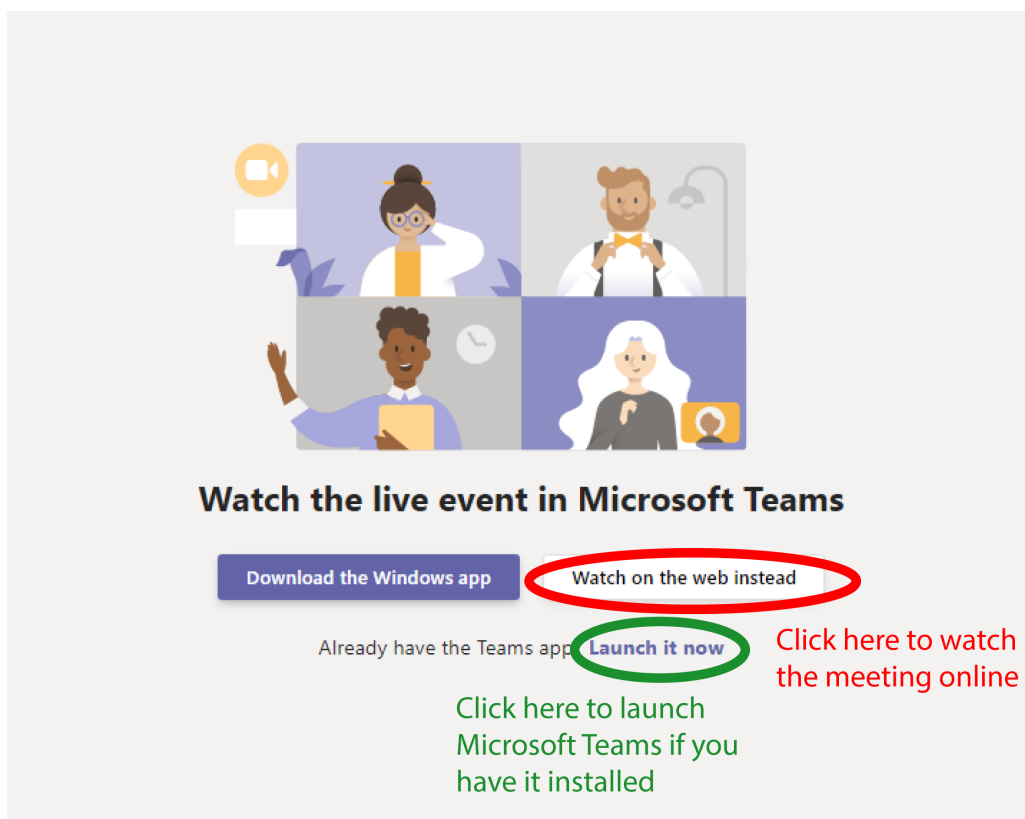 Watch the live event in Microsoft Teams
Download the Windows app
Watch on the web instead
Already have the Teams app
Launch it now
Click here to watch
the meeting online
Click here to launch
Microsoft Teams if you
have it installed